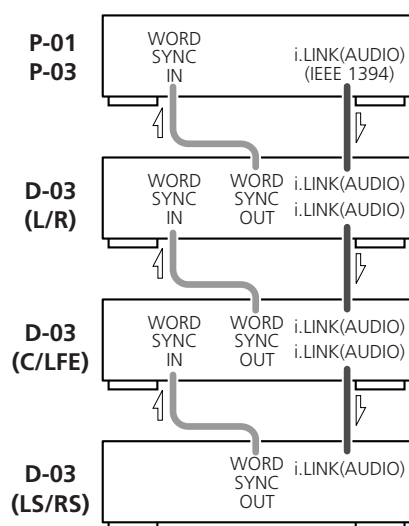 P-01
P-03
WORD
SYNC
IN
i.LINK(AUDIO)
(IEEE 1394)
D-03
(L/R)
WORD
SYNC
IN
WORD
SYNC
OUT
i.LINK(AUDIO)
i.LINK(AUDIO)
D-03
(C/LFE)
WORD
SYNC
IN
WORD
SYNC
OUT
i.LINK(AUDIO)
i.LINK(AUDIO)
D-03
(LS/RS)
WORD
SYNC
OUT
i.LINK(AUDIO)